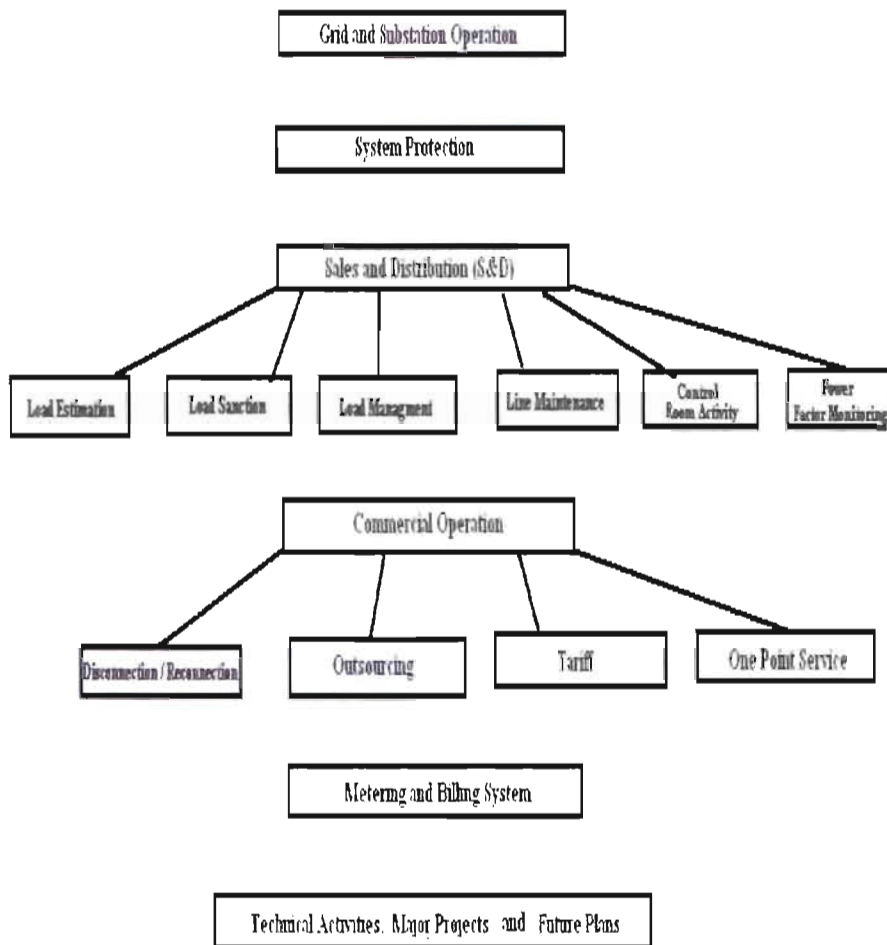 Grid and Substation Operation
System Protection
Sales and Distribution (S&D)
Load Estimation
Load Sanction
Load Managment
Line Maintenance
Control
Room Activity
Power
Factor Monitoring
Commercial Operation
Disconnection / Reconnection
Outsourcing
Tariff
One Point Service
Metering and Billing System
Technical Activities, Major Projects and Future Plans